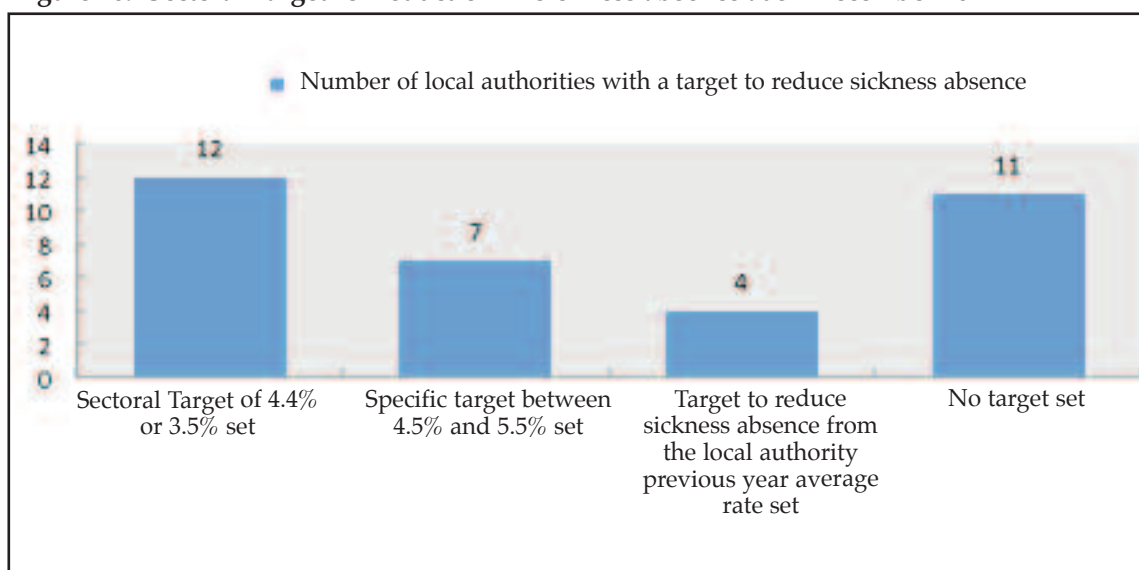 Number of local authorities with a target to reduce sickness absence
14
12
10
8
6
4
2
0
12
7
4
11
Sectoral Target of 4.4%
or 3.5% set
Specific target between
4.5% and 5.5% set
Target to reduce
sickness absence from
the local authority
previous year average
rate set
No target set